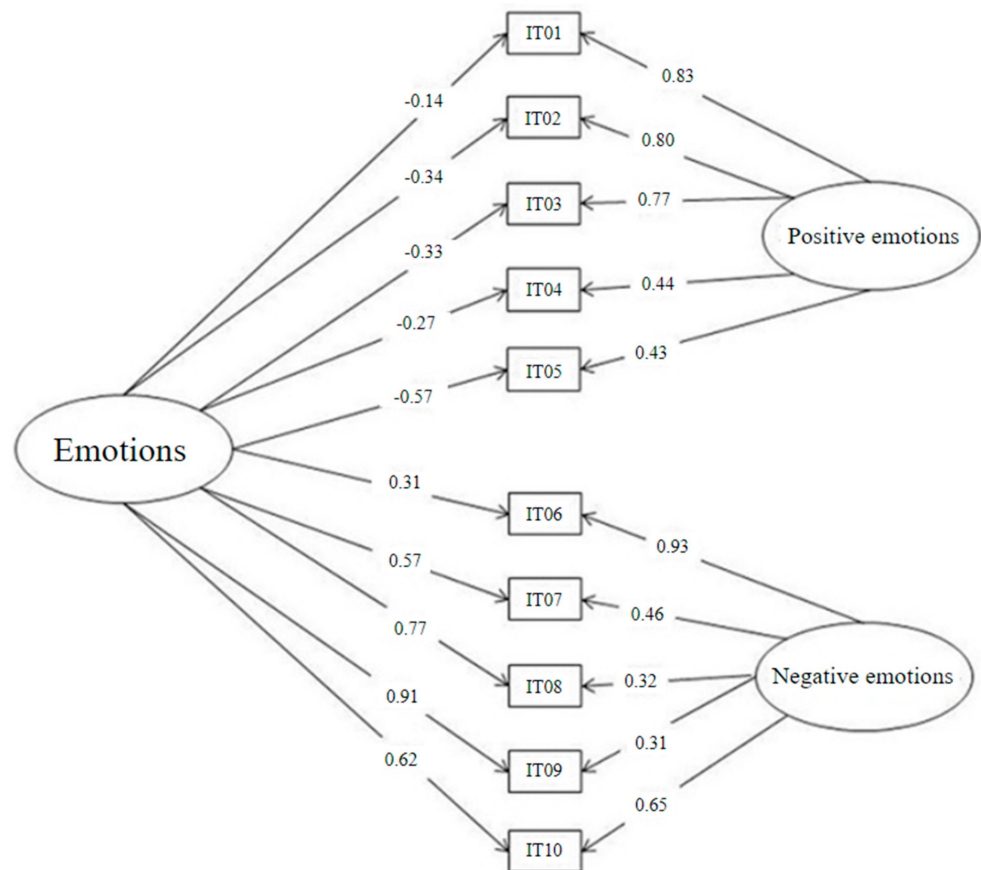 IT01
0.83
-0.14
IT02
0.80
-0.34
IT03
0.77
Positive emotions
-0.33
IT04
0.44
-0.27
IT05
0.43
-0.57
Emotions
0.31
IT06
0.93
0.57
IT07
0.46
0.77
IT08
0.32
Negative emotions
0.91
IT09
0.31
0.62
0.65
IT10